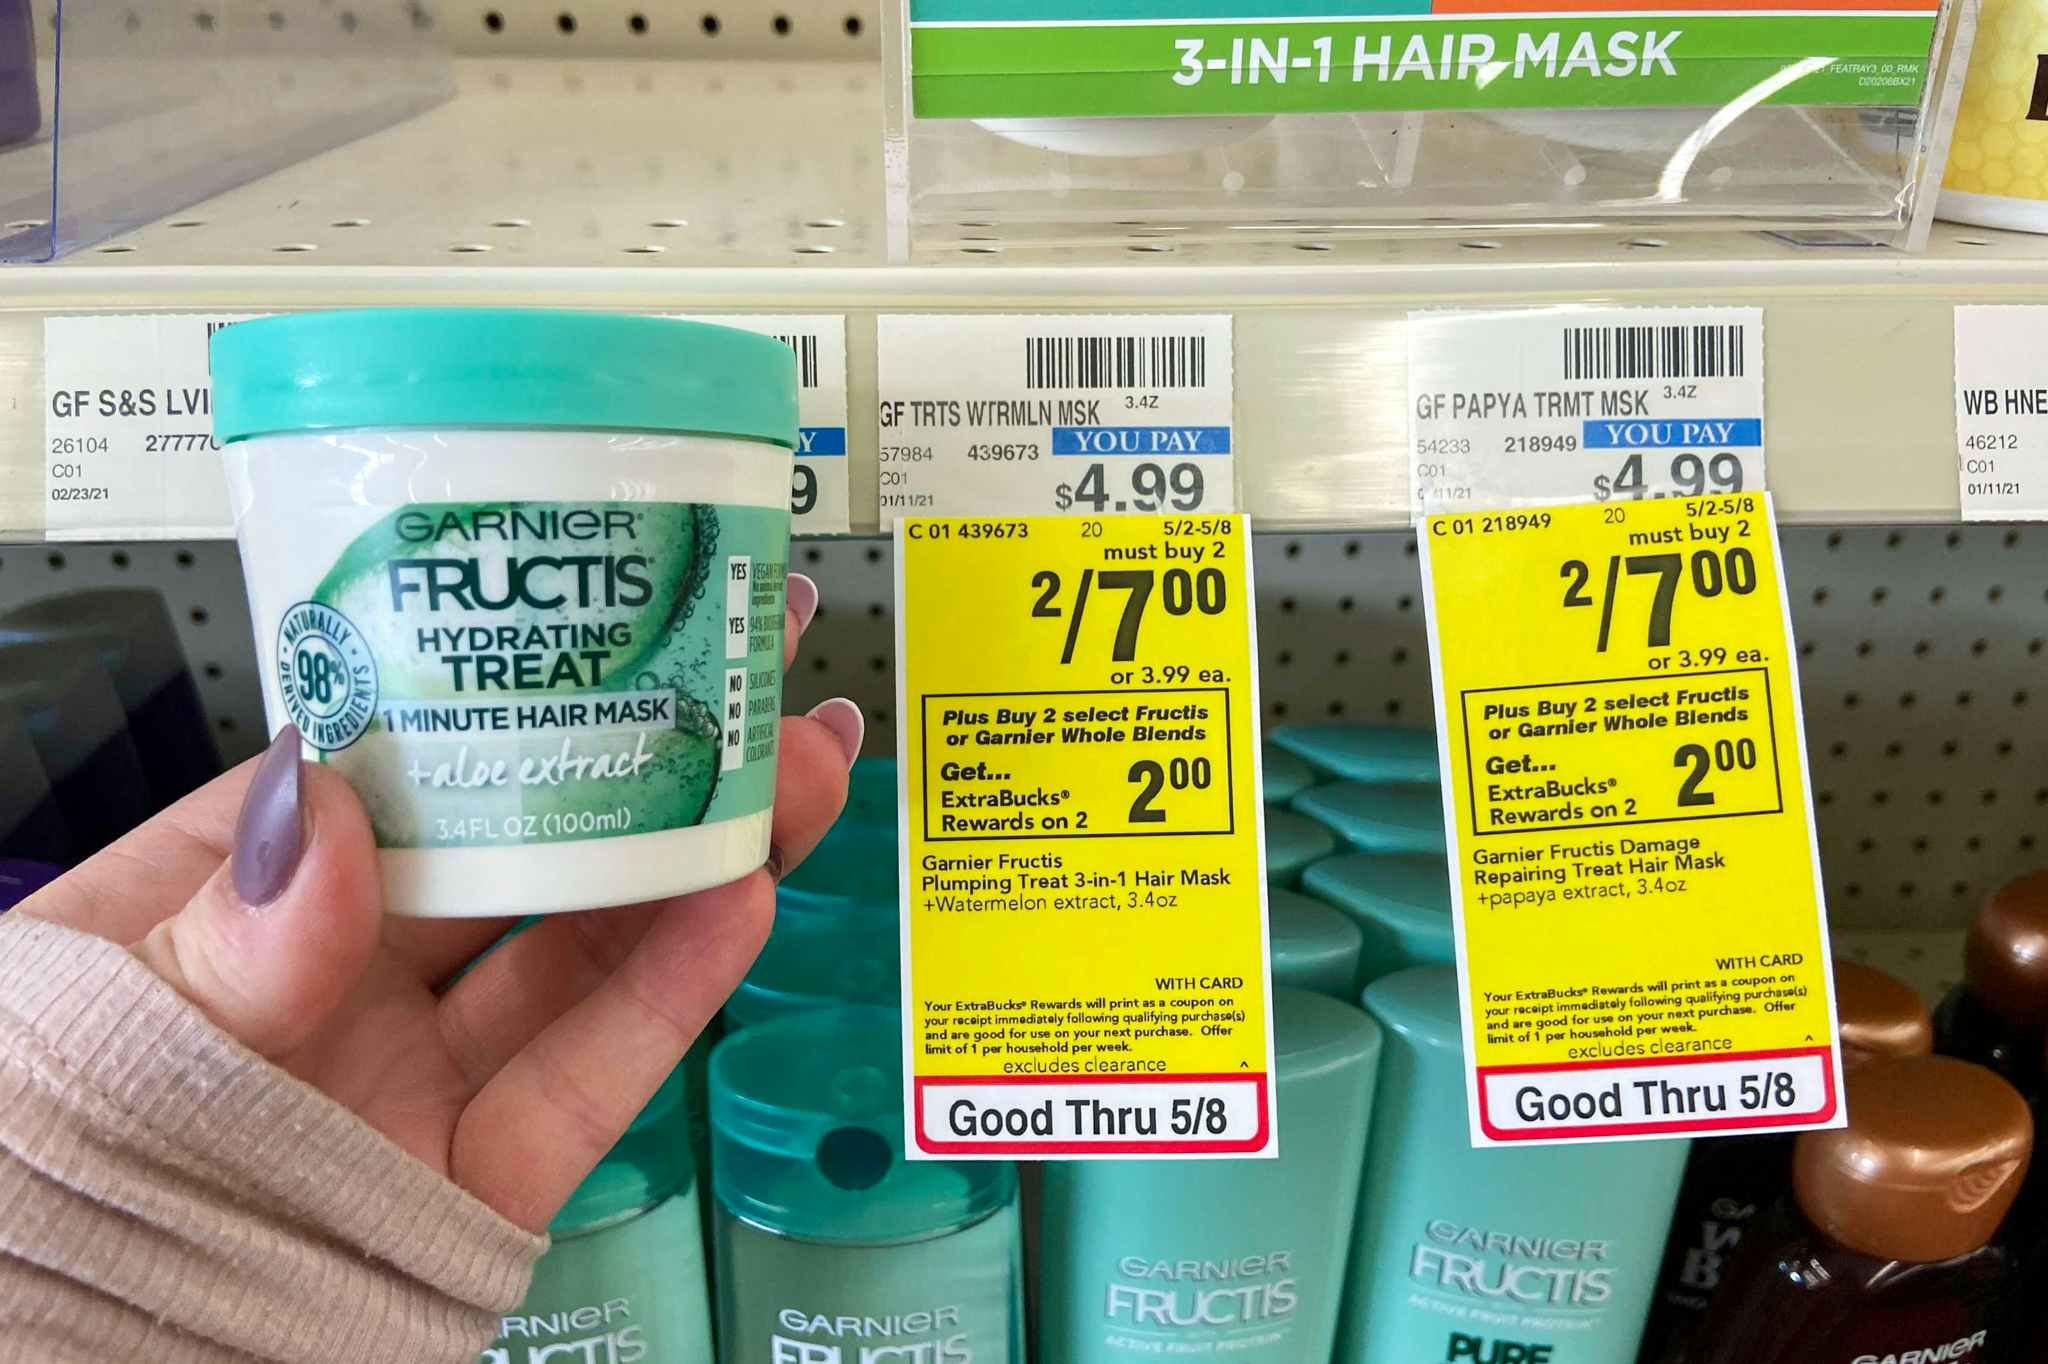 3-IN-1 HAIR MASK
GF S&S
26104
C01
02/23/21
9
GF TRTS WTRMLN MSK 3.4Z
57984 439673
YOU PAY
C01
01/11/21
$4.99
GF PAPYA TRMT MSK 3.4Z
54233 218949
YOU PAY
C01
$4.99
WB HNE
46212
C01
01/11/21
GARNIER
FRUCTIS
HYDRATING
TREAT
1 MINUTE HAIR MASK
+aloe extract
3.4 FL OZ (100ml)
NATURALLY
98%
DERIVED INGREDIENTS
YES
YES
FORMULA
NO SILICONES
NO PARABENS
NO ARTIFICIAL
C 01 439673 20 5/2-5/8
must buy 2
2/7 00
or 3.99 ea.
Plus Buy 2 select Fructis
or Garnier Whole Blends
Get...
ExtraBucks®
Rewards on 2
2 00
Garnier Fructis
Plumping Treat 3-in-1 Hair Mask
+Watermelon extract, 3.4oz
WITH CARD
Your ExtraBucks® Rewards will print as a coupon on
your receipt immediately following qualifying purchase(s)
and are good for use on your next purchase. Offer
limit of 1 per household per week.
excludes clearance ^
Good Thru 5/8
C 01 218949 20 5/2-5/8
must buy 2
2/7 00
or 3.99 ea.
Plus Buy 2 select Fructis
or Garnier Whole Blends
Get...
ExtraBucks®
Rewards on 2
2 00
Garnier Fructis Damage
Repairing Treat Hair Mask
+papaya extract, 3.4oz
WITH CARD
Your ExtraBucks® Rewards will print as a coupon on
your receipt immediately following qualifying purchase(s)
and are good for use on your next purchase. Offer
limit of 1 per household per week.
excludes clearance ^
Good Thru 5/8
GARNIER
FRUCTIS
GARNIER
FRUCTIS
ACTIVE FRUIT PROTEIN
GARNIER
FRUCTIS
ACTIVE FRUIT PROTEIN
PURE
GARNIER